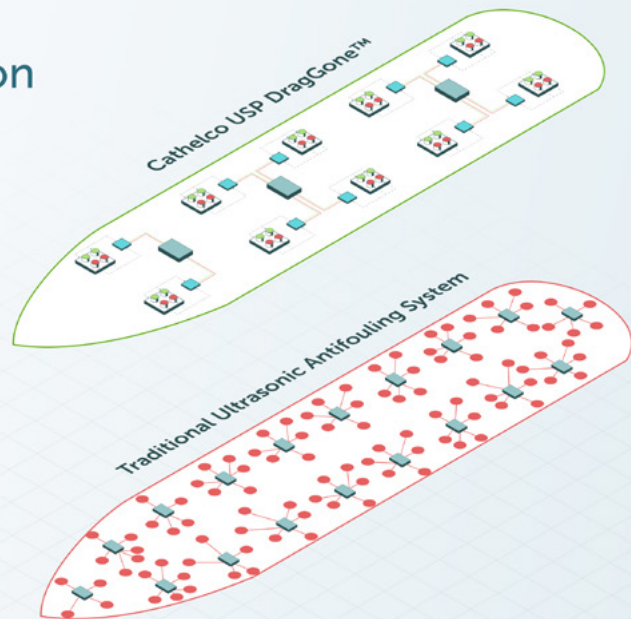 on
Cathelco USP DragGone™
Traditional Ultrasonic Antifouling System